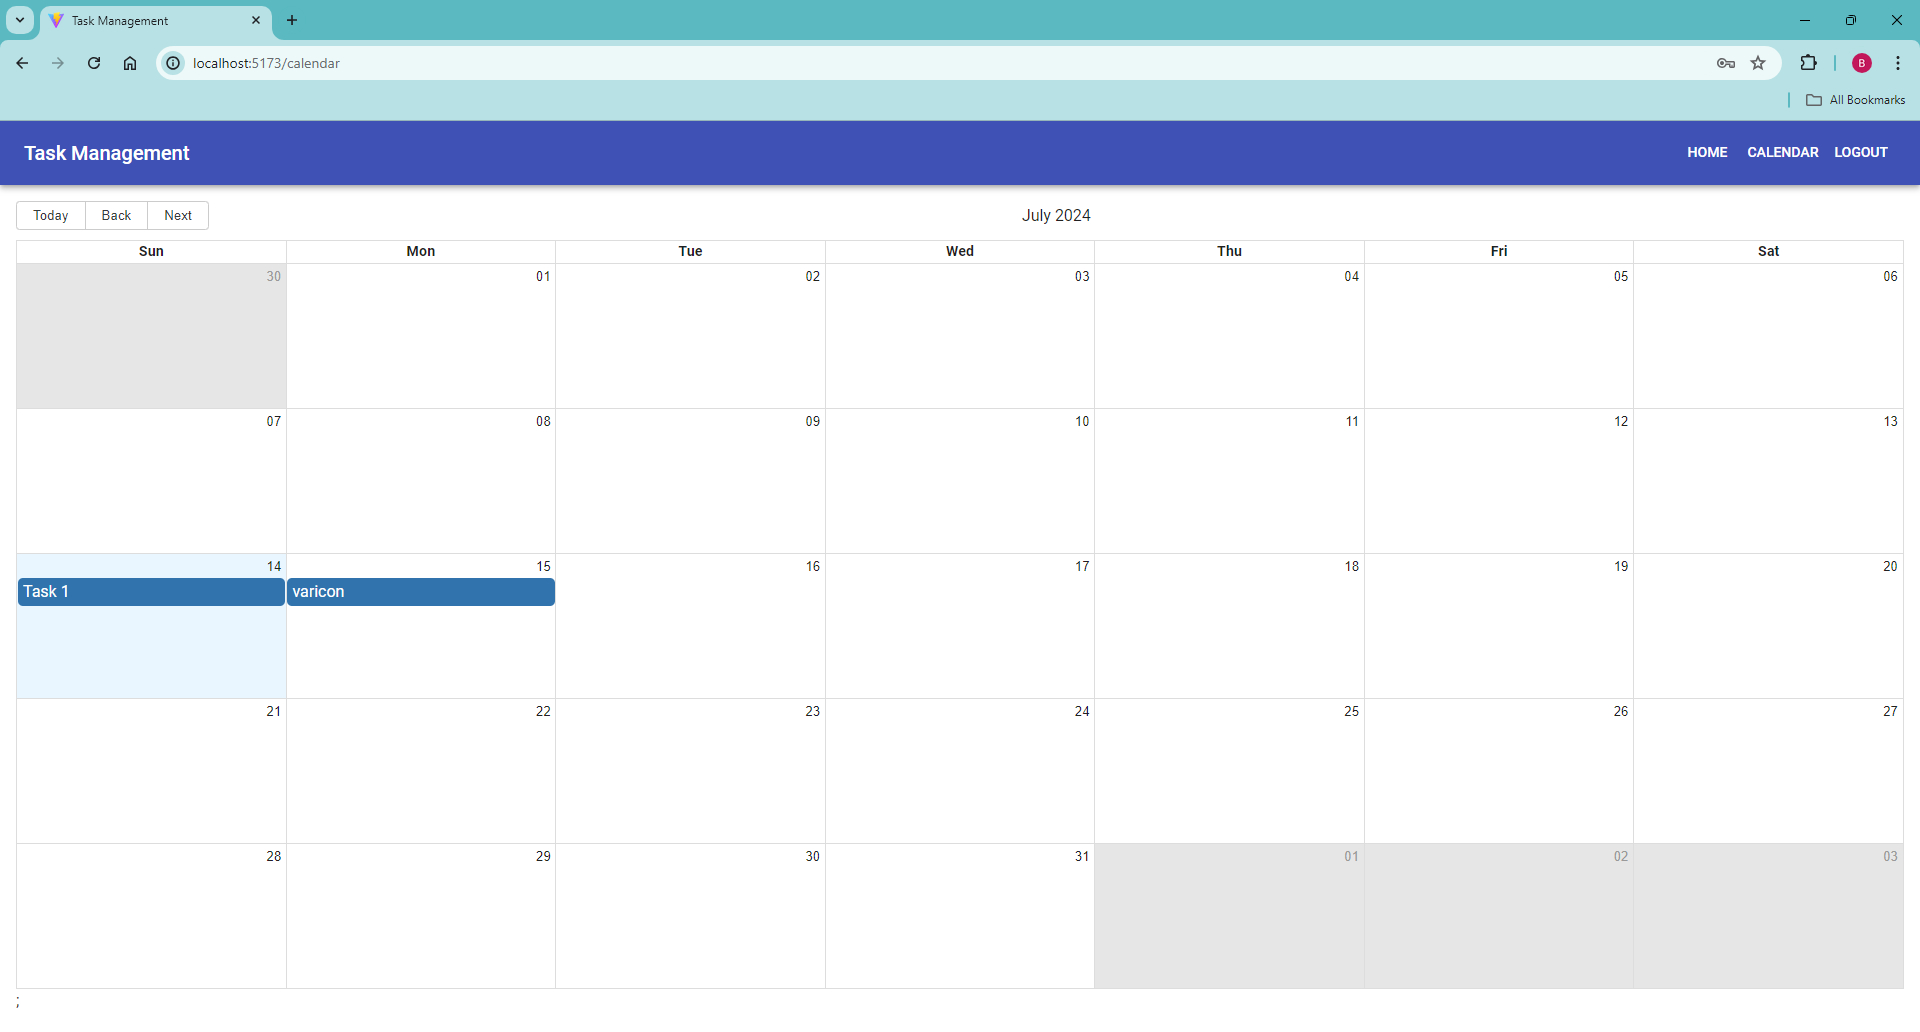 Task Management
localhost:5173/calendar
B
All Bookmarks
Task Management HOME CALENDAR LOGOUT
Today Back Next July 2024
Sun Mon Tue Wed Thu Fri Sat
30 01 02 03 04 05 06
07 08 09 10 11 12 13
14 15 16 17 18 19 20
Task 1 varicon
21 22 23 24 25 26 27
28 29 30 31 01 02 03
;